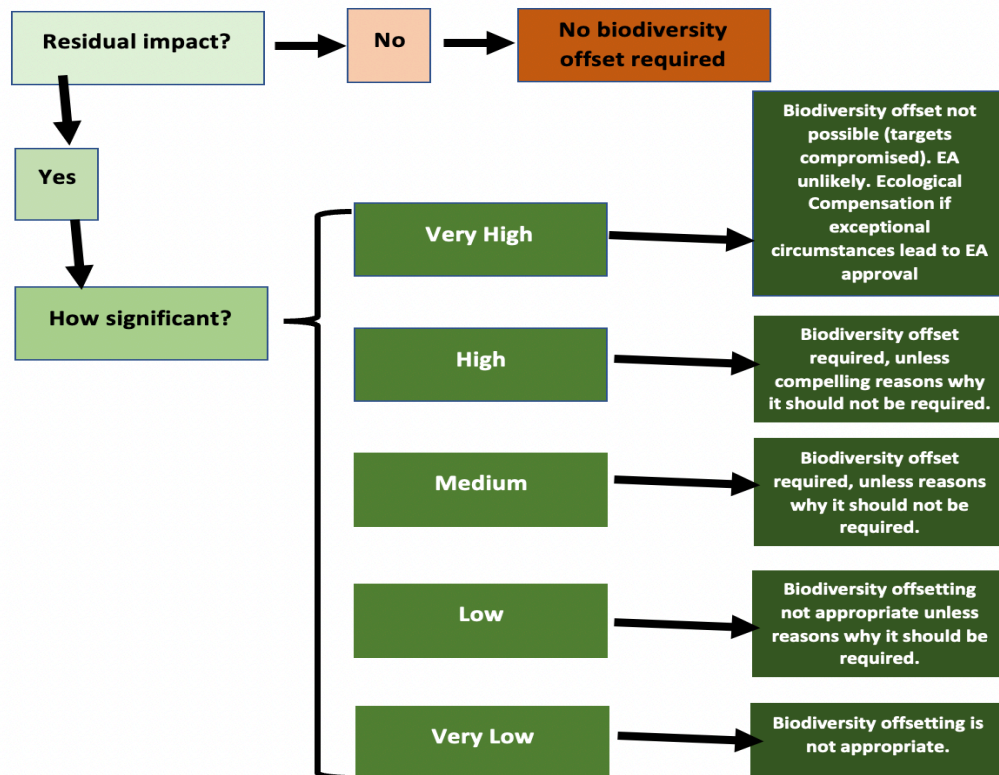 Residual impact?
No
No biodiversity
offset required
Yes
How significant?
Very High
Biodiversity offset not
possible (targets
compromised). EA
unlikely. Ecological
Compensation if
exceptional
circumstances lead to EA
approval
High
Biodiversity offset
required, unless
compelling reasons why
it should not be required.
Medium
Biodiversity offset
required, unless reasons
why it should not be
required.
Low
Biodiversity offsetting
not appropriate unless
reasons why it should be
required.
Very Low
Biodiversity offsetting is
not appropriate.